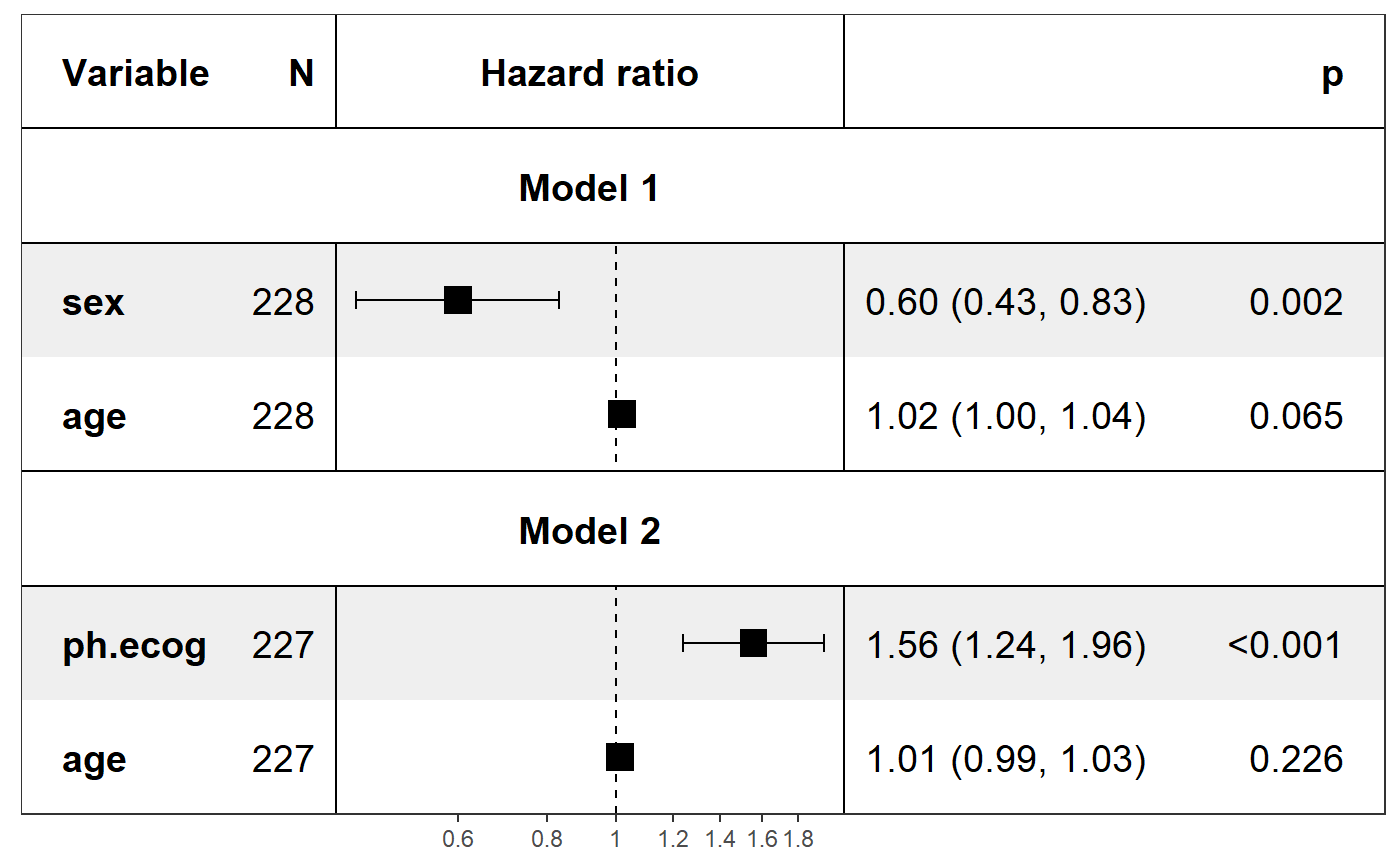 Variable N Hazard ratio p
Model 1
sex 228 0.60 (0.43, 0.83) 0.002
age 228 1.02 (1.00, 1.04) 0.065
Model 2
ph.ecog 227 1.56 (1.24, 1.96) <0.001
age 227 1.01 (0.99, 1.03) 0.226
0.6 0.8 1 1.2 1.4 1.6 1.8